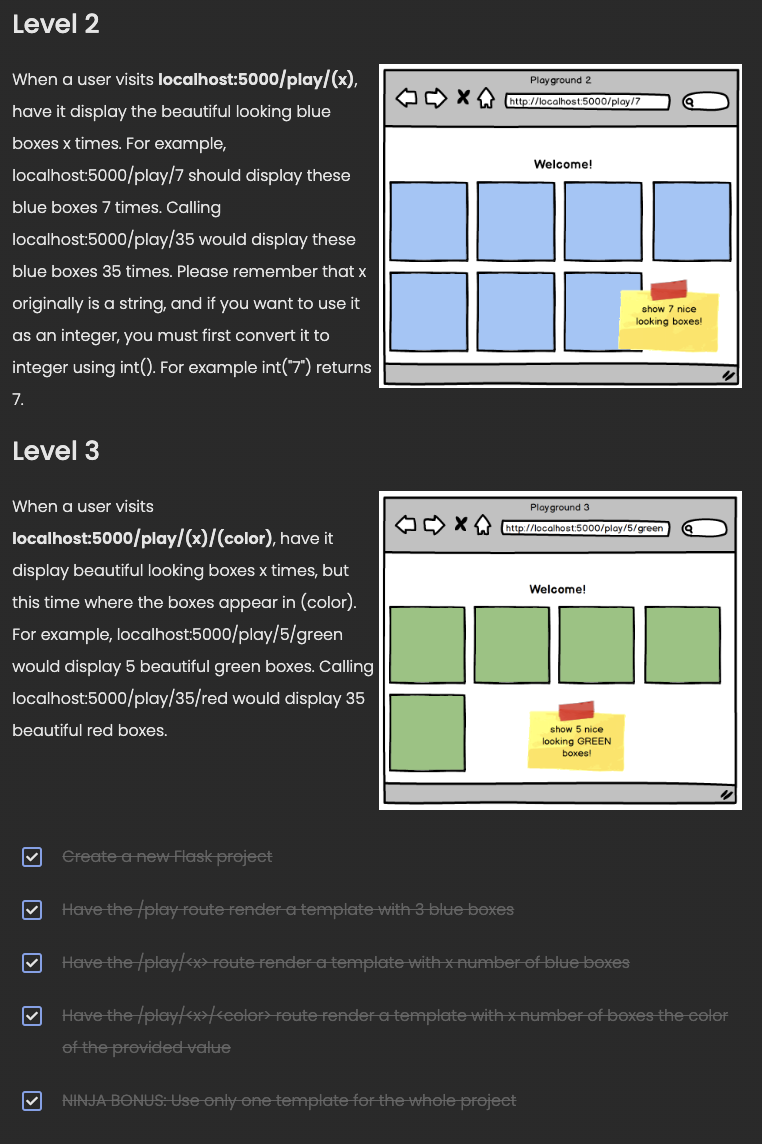 Level 2
When a user visits localhost:5000/play/(x),
have it display the beautiful looking blue
boxes x times. For example,
localhost:5000/play/7 should display these
blue boxes 7 times. Calling
localhost:5000/play/35 would display these
blue boxes 35 times. Please remember that x
originally is a string, and if you want to use it
as an integer, you must first convert it to
integer using int(). For example int("7") returns
7.
Playground 2
http://localhost:5000/play/7
Welcome!
show 7 nice
looking boxes!
Level 3
When a user visits
localhost:5000/play/(x)/(color), have it
display beautiful looking boxes x times, but
this time where the boxes appear in (color).
For example, localhost:5000/play/5/green
would display 5 beautiful green boxes. Calling
localhost:5000/play/35/red would display 35
beautiful red boxes.
Playground 3
http://localhost:5000/play/5/green
Welcome!
show 5 nice
looking GREEN
boxes!
Create a new Flask project
Have the /play route render a template with 3 blue boxes
Have the /play/<x> route render a template with x number of blue boxes
Have the /play/<x>/<color> route render a template with x number of boxes the color
of the provided value
NINJA BONUS: Use only one template for the whole project